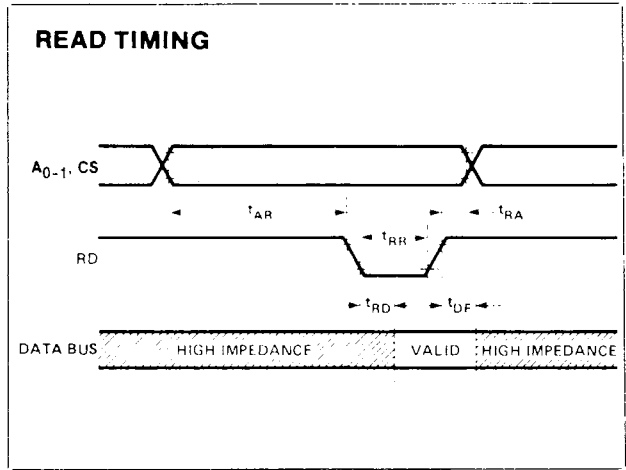 READ TIMING
A0-1, CS
tAR
tRA
tRR
RD
tRD
tDF
DATA BUS
HIGH IMPEDANCE
VALID
HIGH IMPEDANCE